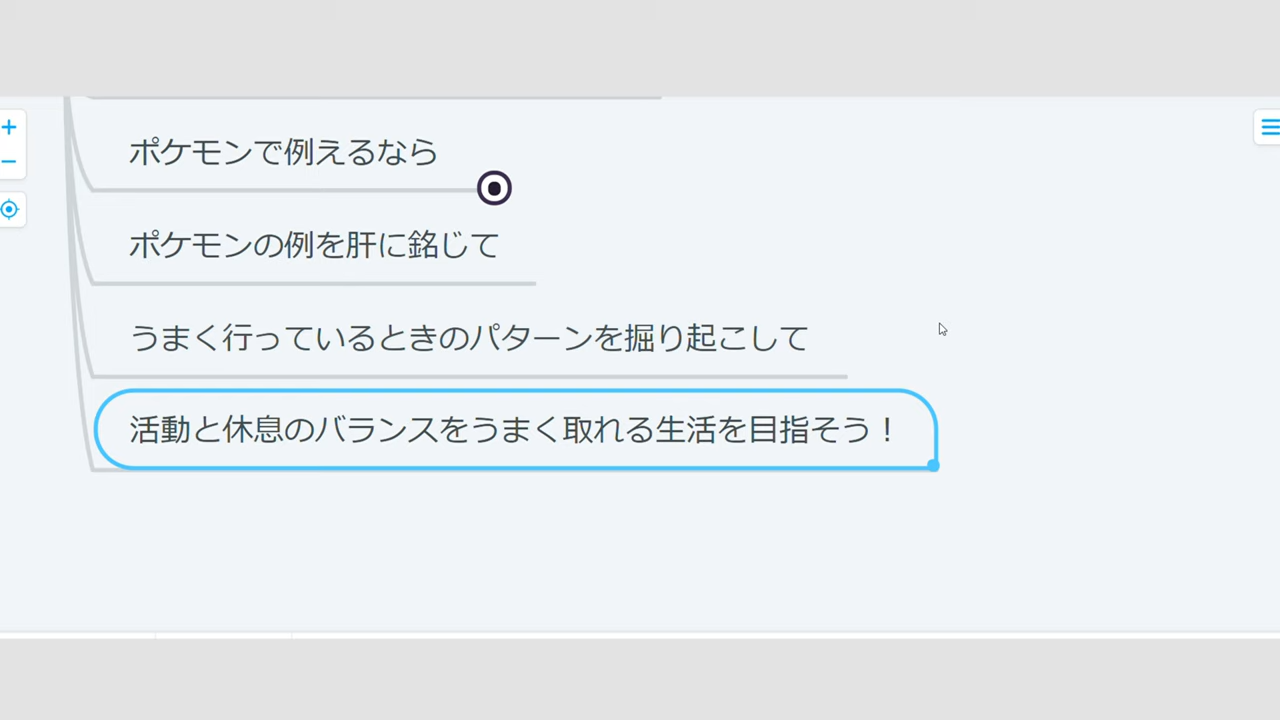 ポケモンで例えるなら
ポケモンの例を肝に銘じて
うまく行っているときのパターンを掘り起こして
活動と休息のバランスをうまく取れる生活を目指そう！